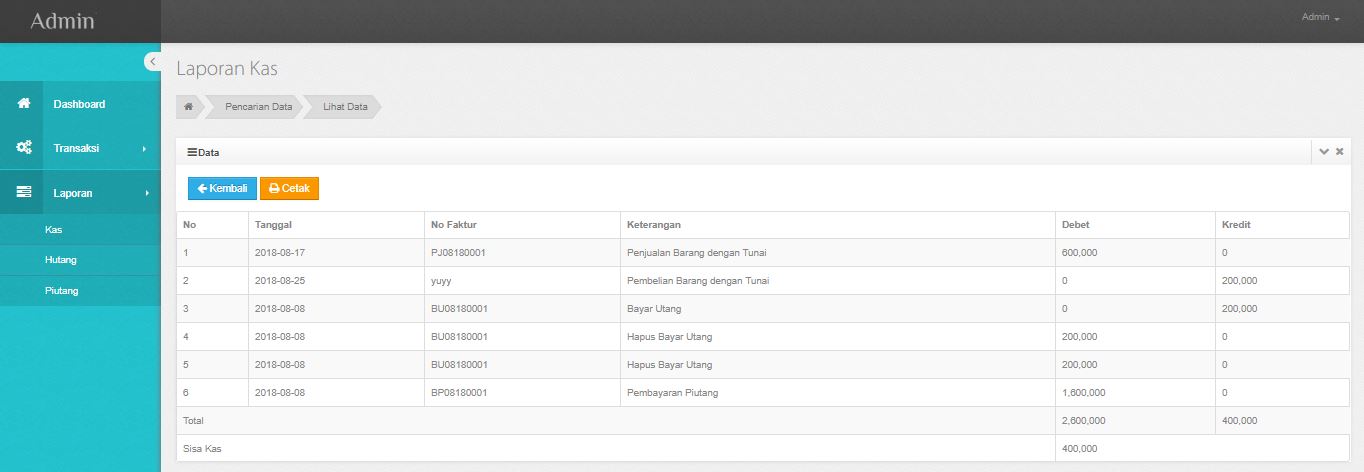 Admin
Admin
Laporan Kas
Pencarian Data Lihat Data
Dashboard
Transaksi
Laporan
Kas
Hutang
Piutang
Data
Kembali Cetak
No Tanggal No Faktur Keterangan Debet Kredit
1 2018-08-17 PJ08180001 Penjualan Barang dengan Tunai 600,000 0
2 2018-08-25 yuyy Pembelian Barang dengan Tunai 0 200,000
3 2018-08-08 BU08180001 Bayar Utang 0 200,000
4 2018-08-08 BU08180001 Hapus Bayar Utang 200,000 0
5 2018-08-08 BU08180001 Hapus Bayar Utang 200,000 0
6 2018-08-08 BP08180001 Pembayaran Piutang 1,600,000 0
Total 2,600,000 400,000
Sisa Kas 400,000